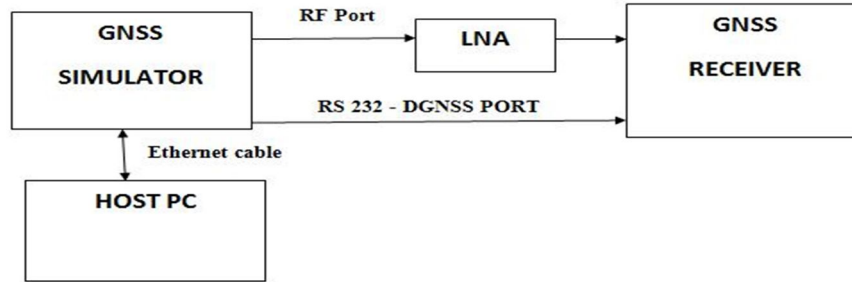 GNSS
SIMULATOR
RF Port
LNA
GNSS
RECEIVER
RS 232 - DGNSS PORT
Ethernet cable
HOST PC